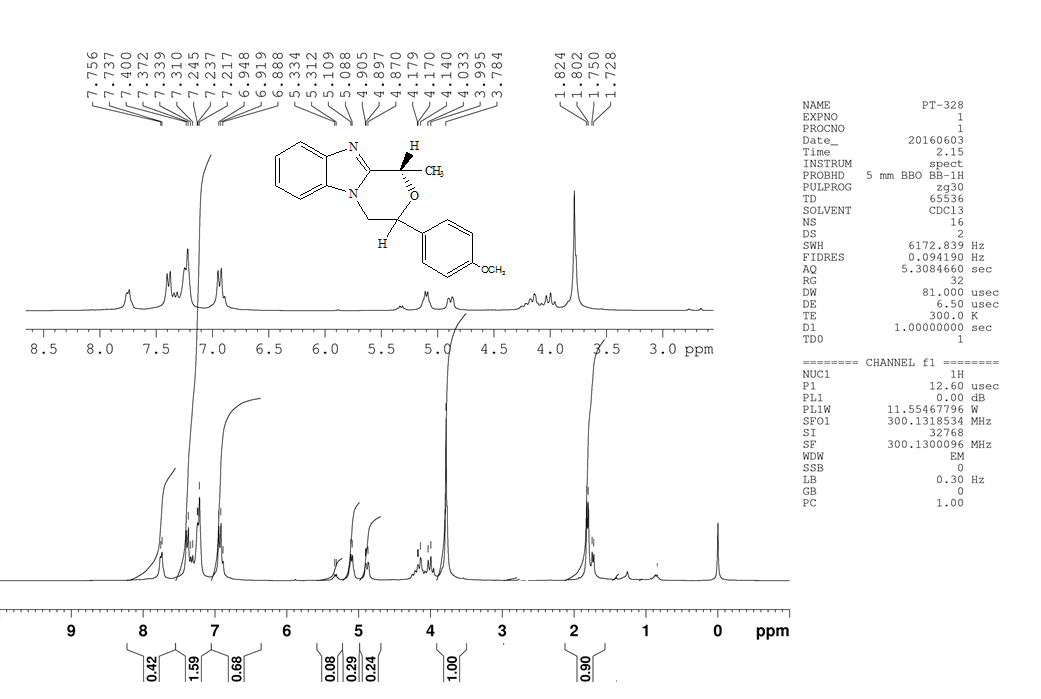 7.756
7.737
7.400
7.372
7.339
7.310
7.245
7.237
7.217
6.948
6.919
6.888
5.334
5.312
5.109
5.088
4.905
4.897
4.870
4.179
4.170
4.140
4.033
3.995
3.784
1.824
1.802
1.750
1.728
N
H
CH3
O
N
H
OCH3
8.5 8.0 7.5 7.0 6.5 6.0 5.5 5.0 4.5 4.0 3.5 3.0 ppm
9 8 7 6 5 4 3 2 1 0 ppm
0.42
1.59
0.68
0.08
0.29
0.24
1.00
0.90
NAME PT-328
EXPNO 1
PROCNO 1
Date_ 20160603
Time 2.15
INSTRUM spect
PROBHD 5 mm BBO BB-1H
PULPROG zg30
TD 65536
SOLVENT CDCl3
NS 16
DS 2
SWH 6172.839 Hz
FIDRES 0.094190 Hz
AQ 5.3084660 sec
RG 32
DW 81.000 usec
DE 6.50 usec
TE 300.0 K
D1 1.00000000 sec
TD0 1
======== CHANNEL f1 ========
NUC1 1H
P1 12.60 usec
PL1 0.00 dB
PL1W 11.55467796 W
SFO1 300.1318534 MHz
SI 32768
SF 300.1300096 MHz
WDW EM
SSB 0
LB 0.30 Hz
GB 0
PC 1.00